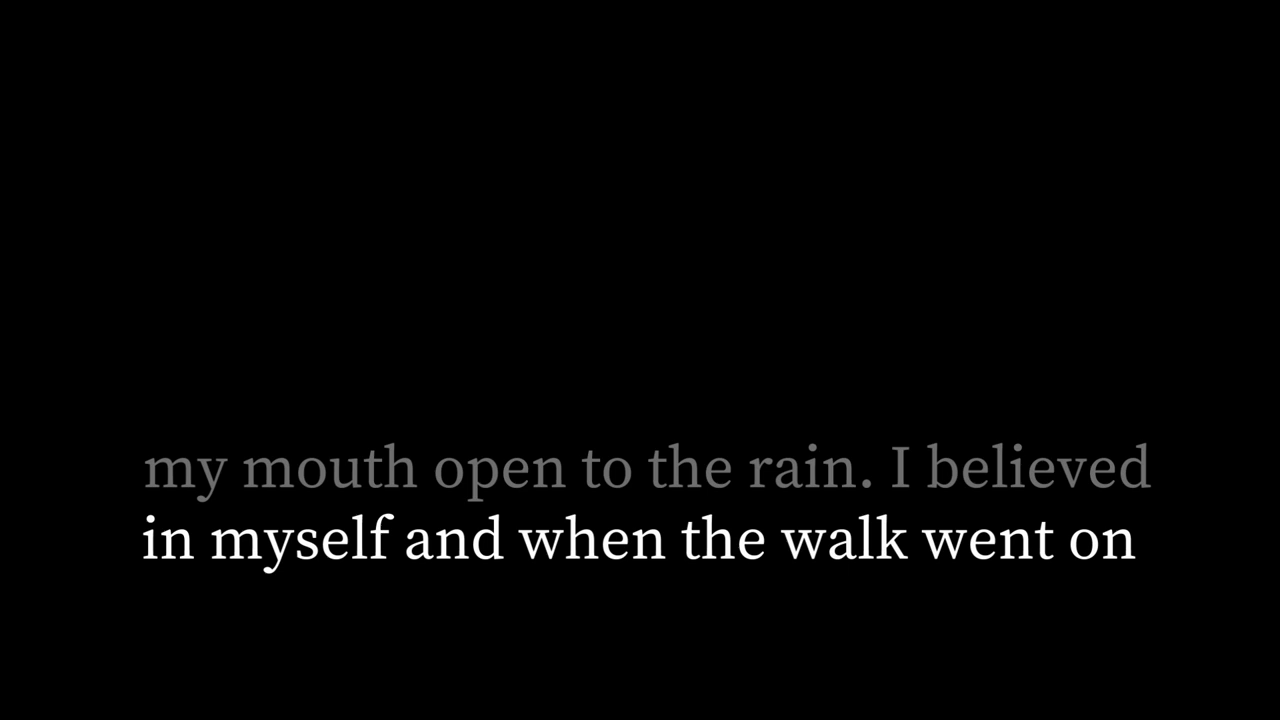 my mouth open to the rain. I believed
in myself and when the walk went on